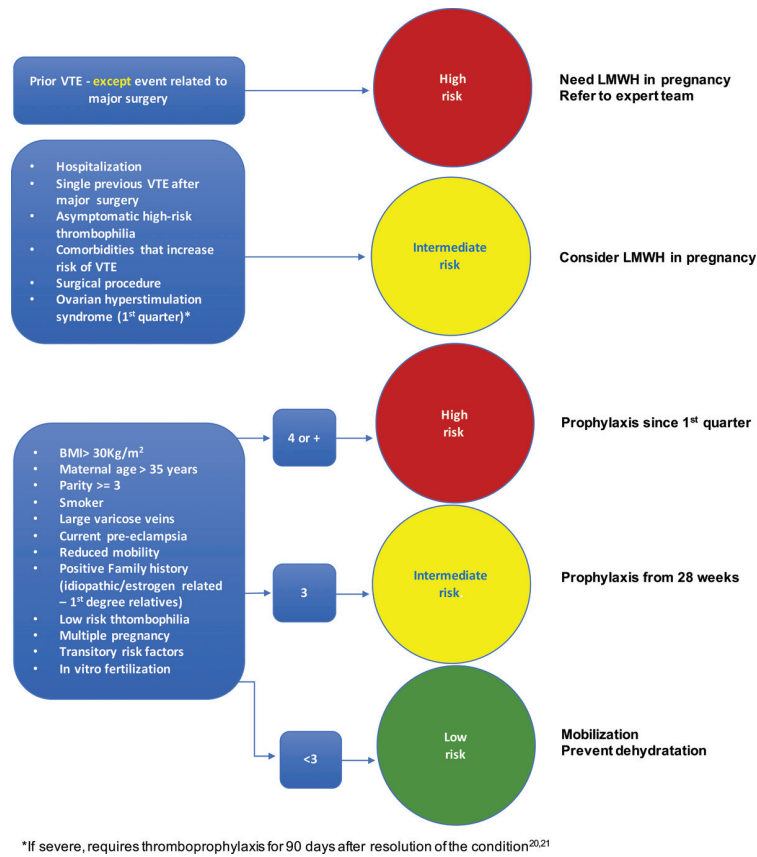 Prior VTE - except event related to
major surgery
High
risk
Need LMWH in pregnancy
Refer to expert team
• Hospitalization
• Single previous VTE after
major surgery
• Asymptomatic high-risk
thrombophilia
• Comorbidities that increase
risk of VTE
• Surgical procedure
• Ovarian hyperstimulation
syndrome (1st quarter)*
Intermediate
risk
Consider LMWH in pregnancy
• BMI> 30Kg/m2
• Maternal age > 35 years
• Parity >= 3
• Smoker
• Large varicose veins
• Current pre-eclampsia
• Reduced mobility
• Positive Family history
(idiopathic/estrogen related
– 1st degree relatives)
• Low risk thtombophilia
• Multiple pregnancy
• Transitory risk factors
• In vitro fertilization
4 or +
High
risk
Prophylaxis since 1st quarter
3
Intermediate
risk
Prophylaxis from 28 weeks
<3
Low
risk
Mobilization
Prevent dehydratation
*If severe, requires thromboprophylaxis for 90 days after resolution of the condition20,21